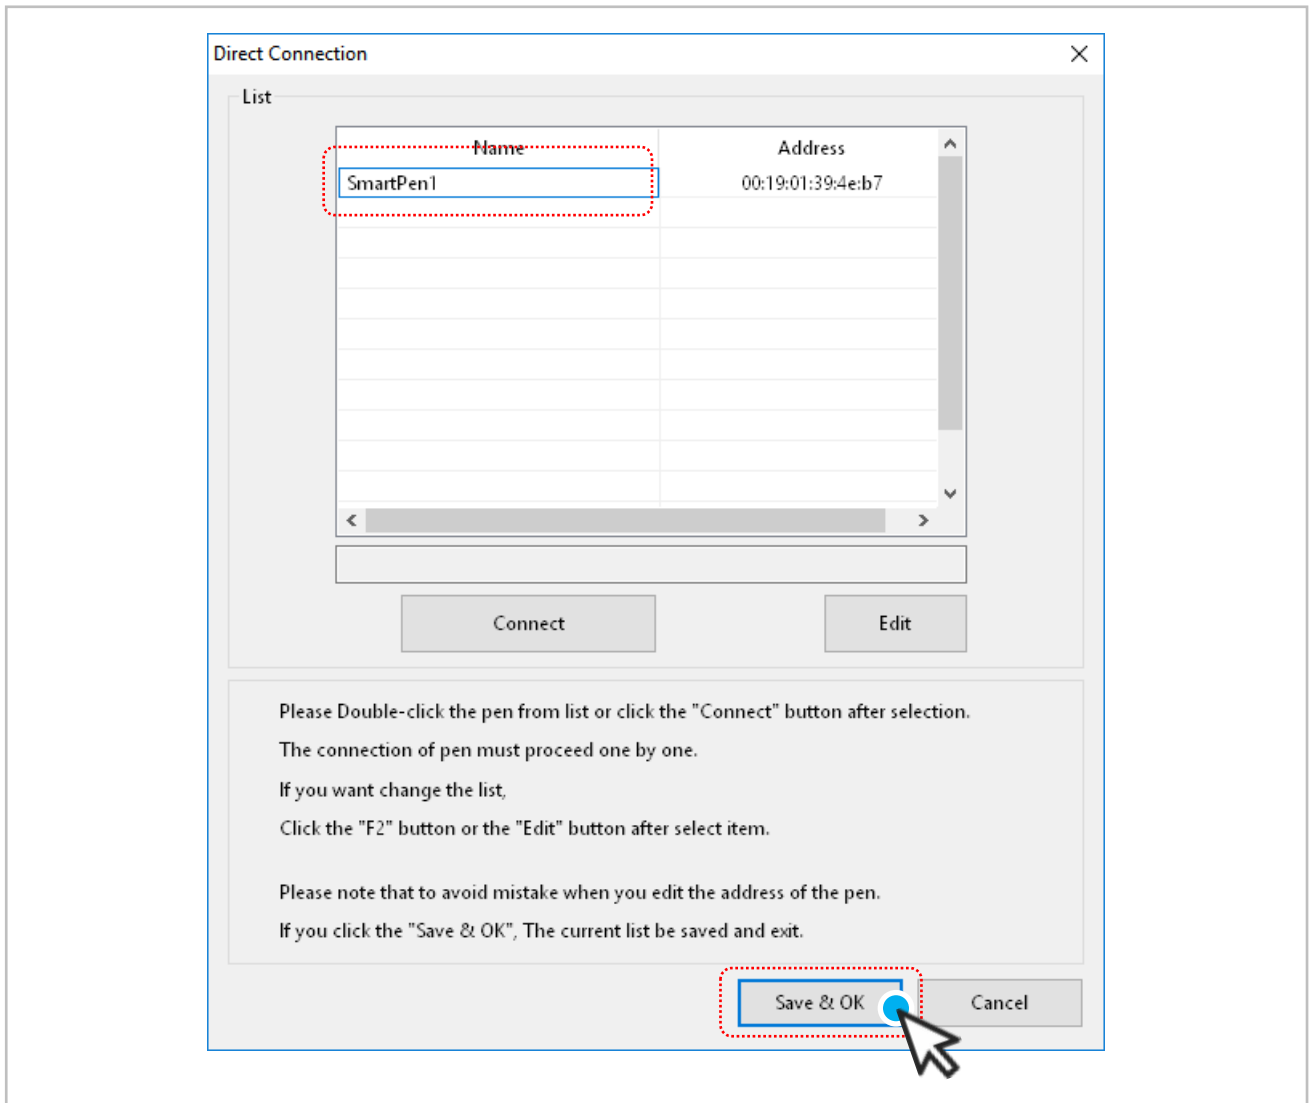 Direct Connection
List
Name Address
SmartPen1 00:19:01:39:4e:b7
Connect Edit
Please Double-click the pen from list or click the "Connect" button after selection.
The connection of pen must proceed one by one.
If you want change the list,
Click the "F2" button or the "Edit" button after select item.
Please note that to avoid mistake when you edit the address of the pen.
If you click the "Save & OK", The current list be saved and exit.
Save & OK Cancel